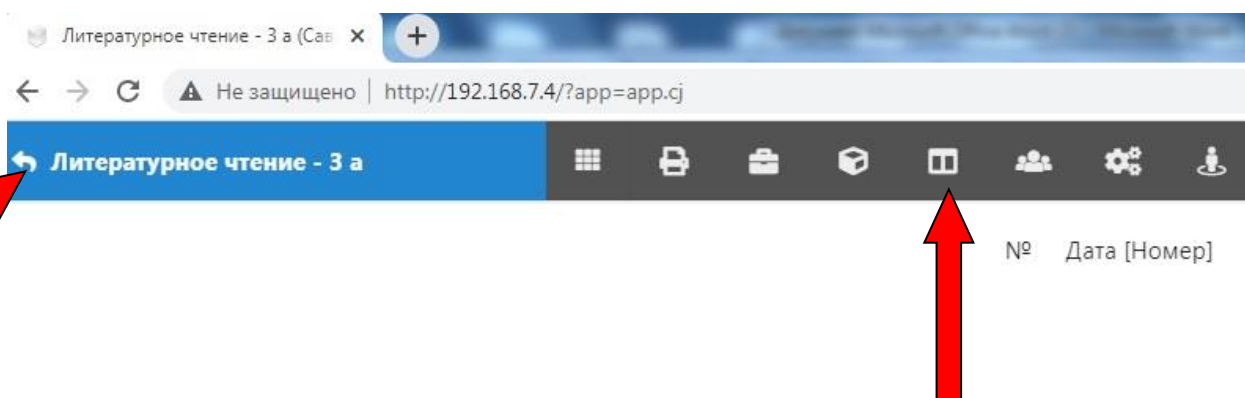 Литературное чтение - 3 а (Сав
Не защищено | http://192.168.7.4/?app=app.cj
Литературное чтение - 3 а
№ Дата [Номер]